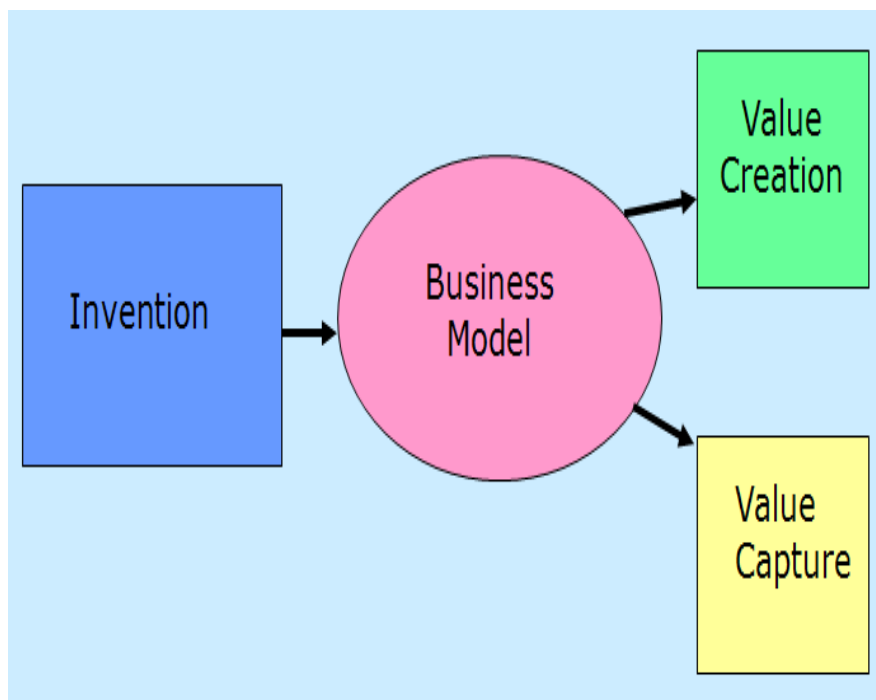 Invention
Business
Model
Value
Creation
Value
Capture